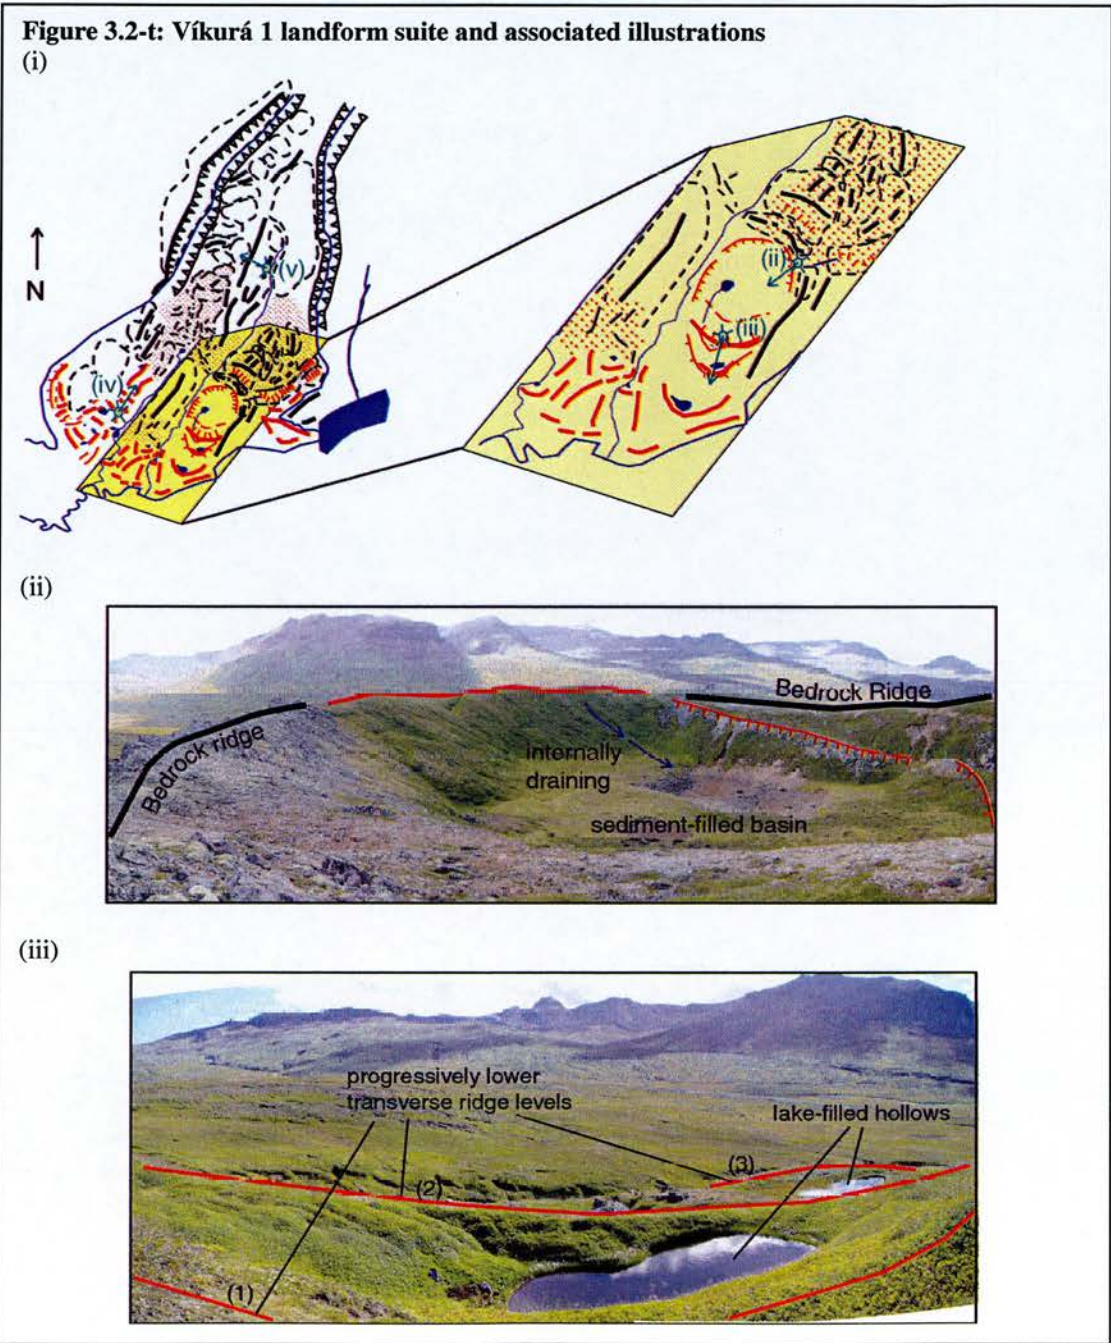 Figure 3.2-t: Víkurá 1 landform suite and associated illustrations
(i)
N
(v)
(iv)
(ii)
(iii)
(ii)
Bedrock ridge
Bedrock Ridge
internally
draining
sediment-filled basin
(iii)
progressively lower
transverse ridge levels
lake-filled hollows
(3)
(2)
(1)